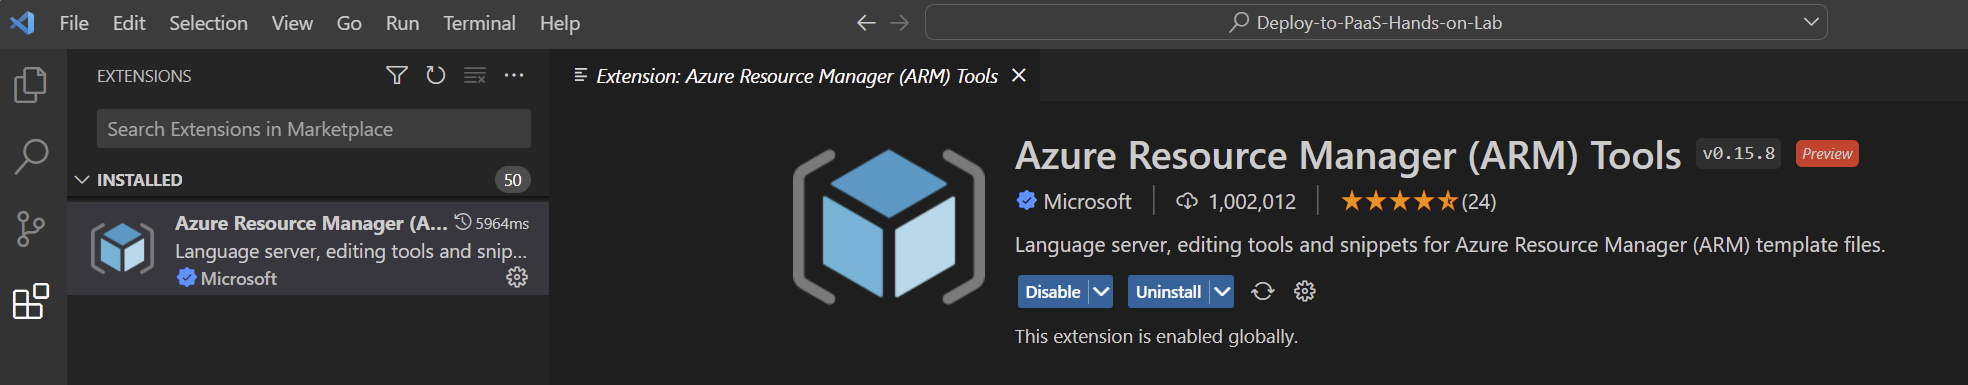 File Edit Selection View Go Run Terminal Help
Deploy-to-PaaS-Hands-on-Lab
EXTENSIONS
Search Extensions in Marketplace
INSTALLED 50
Azure Resource Manager (A... 5964ms
Language server, editing tools and snip...
Microsoft
Extension: Azure Resource Manager (ARM) Tools
Azure Resource Manager (ARM) Tools v0.15.8 Preview
Microsoft 1,002,012 (24)
Language server, editing tools and snippets for Azure Resource Manager (ARM) template files.
Disable Uninstall
This extension is enabled globally.